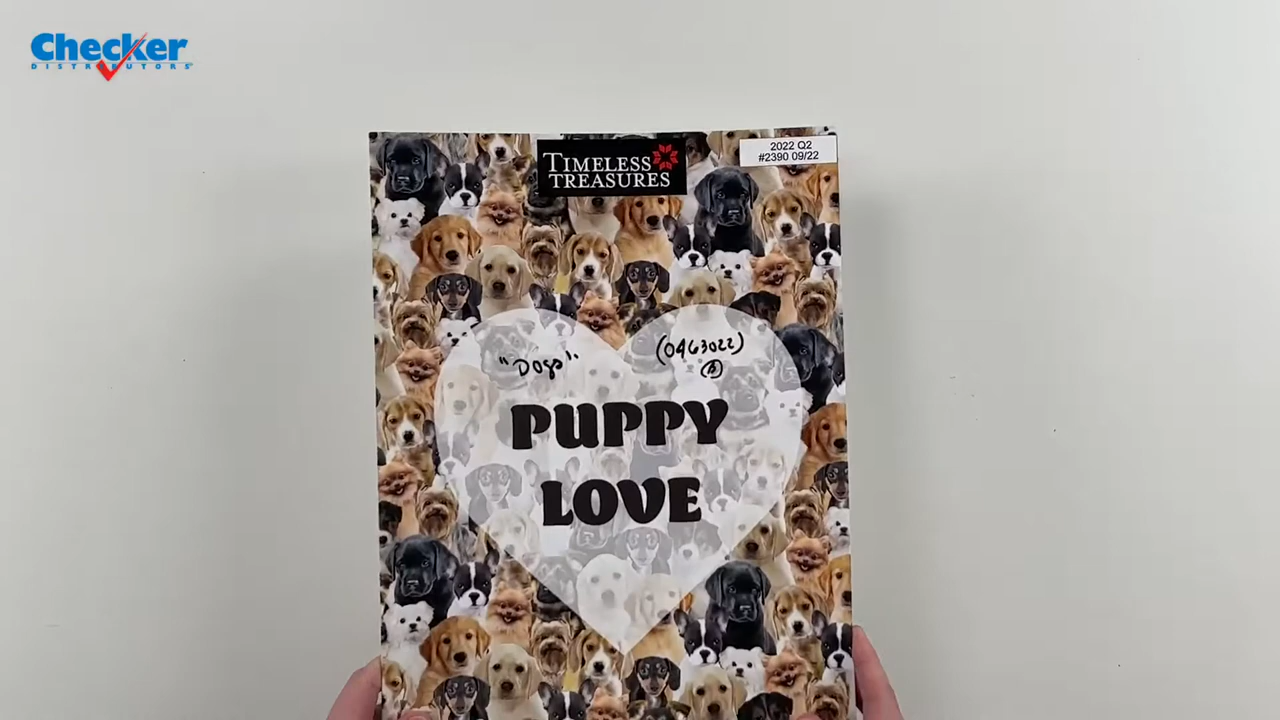 Checker
DISTRIBUTORS
TIMELESS
TREASURES
2022 Q2
#2390 09/22
"Dogs".
(0463022)
A
PUPPY
LOVE